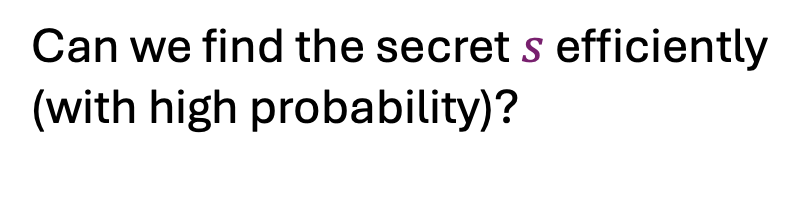 Can we find the secret s efficiently
(with high probability)?